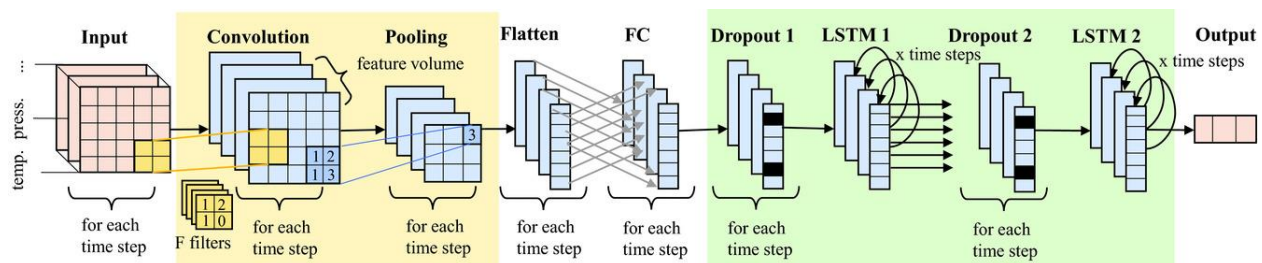 Input
Convolution
Pooling
Flatten
FC
Dropout 1
LSTM 1
Dropout 2
LSTM 2
Output
...
press.
temp.
feature volume
x time steps
x time steps
3
1 2
1 3
1 2
1 0
F filters
for each
time step
for each
time step
for each
time step
for each
time step
for each
time step
for each
time step
for each
time step